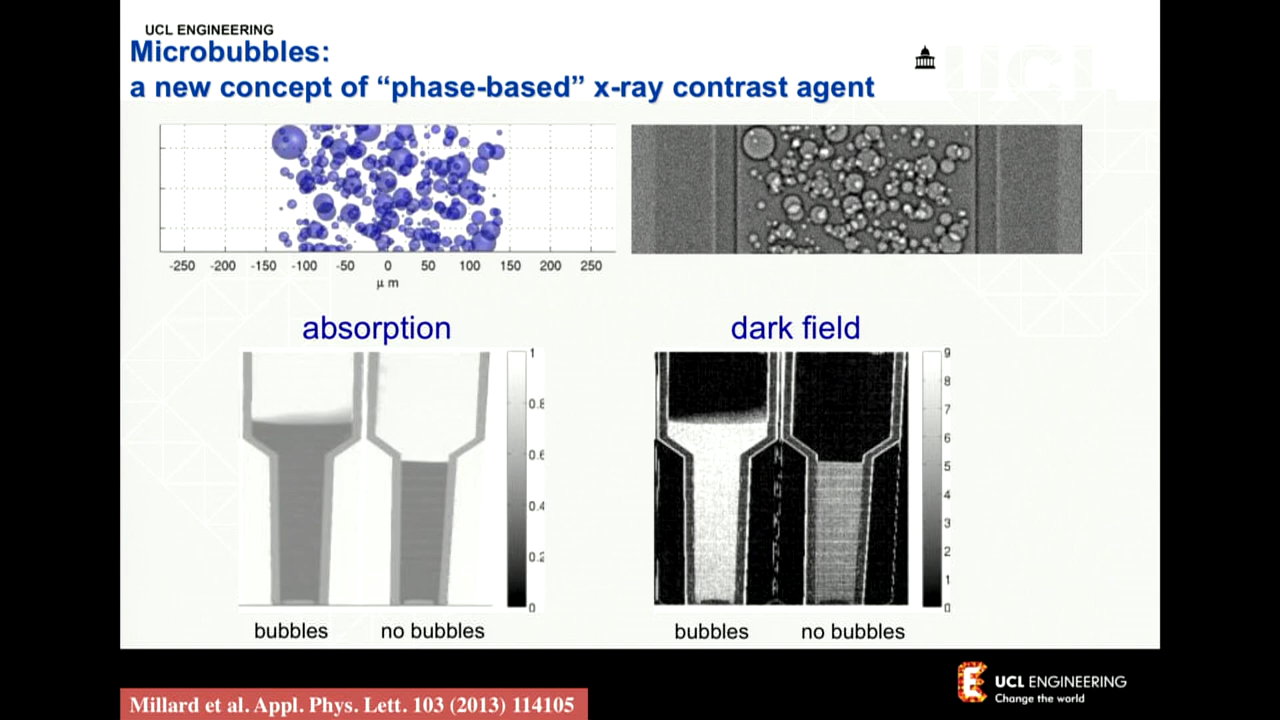 UCL ENGINEERING
Microbubbles:
a new concept of “phase-based” x-ray contrast agent
UCL
-250 -200 -150 -100 -50 0 50 100 150 200 250
μ m
absorption
dark field
1
0.8
0.6
0.4
0.2
0
9
8
7
6
5
4
3
2
1
0
bubbles no bubbles
bubbles no bubbles
UCL ENGINEERING
Change the world
Millard et al. Appl. Phys. Lett. 103 (2013) 114105